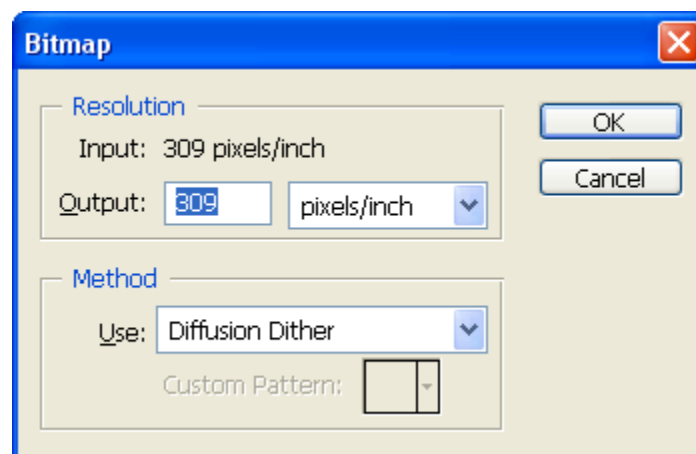 Bitmap
Resolution
Input: 309 pixels/inch
Output: 309 pixels/inch
OK
Cancel
Method
Use: Diffusion Dither
Custom Pattern: